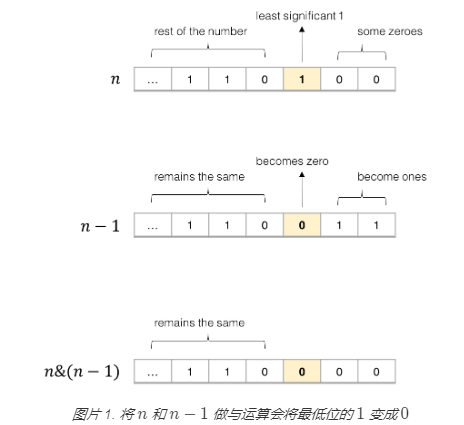 least significant 1
rest of the number
some zeroes
n ... 1 1 0 1 0 0
becomes zero
remains the same
become ones
n − 1 ... 1 1 0 0 1 1
remains the same
n&(n − 1) ... 1 1 0 0 0 0
图片 1. 将 n 和 n − 1 做与运算会将最低位的 1 变成 0